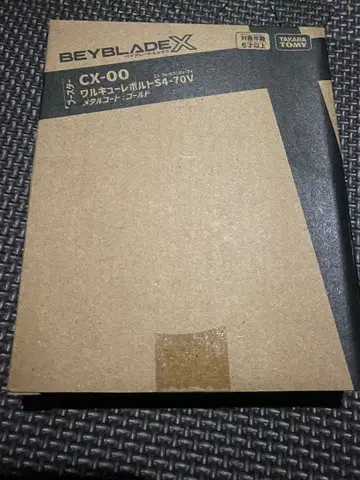 BEYBLADE X
ベイブレードエックス
対象年齢
6才以上
TAKARA
TOMY
ブースター
CX-00
ワルキューレボルトS4-70V
メタルコート:ゴールド